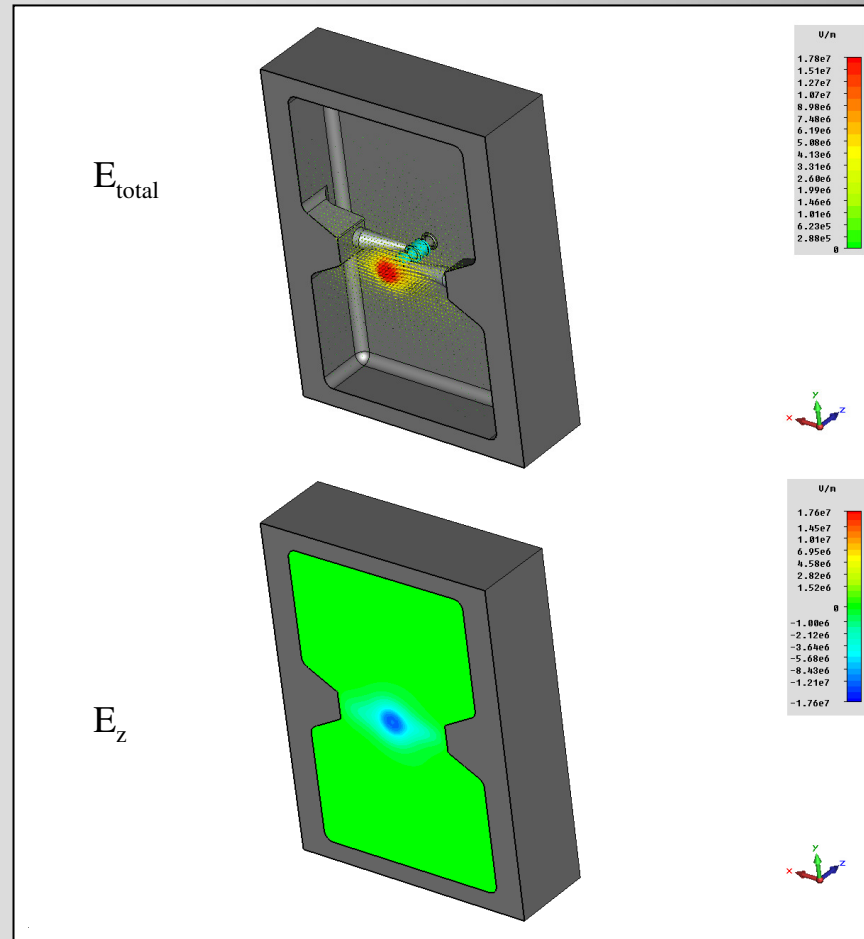 V/m
1.78e7
1.51e7
1.27e7
1.07e7
8.98e6
7.48e6
6.19e6
5.08e6
4.13e6
3.31e6
2.60e6
1.99e6
1.46e6
1.01e6
6.23e5
2.88e5
0
E_total
y
x
z
V/m
1.76e7
1.45e7
1.01e7
6.95e6
4.58e6
2.82e6
1.52e6
0
-1.00e6
-2.12e6
-3.64e6
-5.68e6
-8.43e6
-1.21e7
-1.76e7
E_z
y
x
z